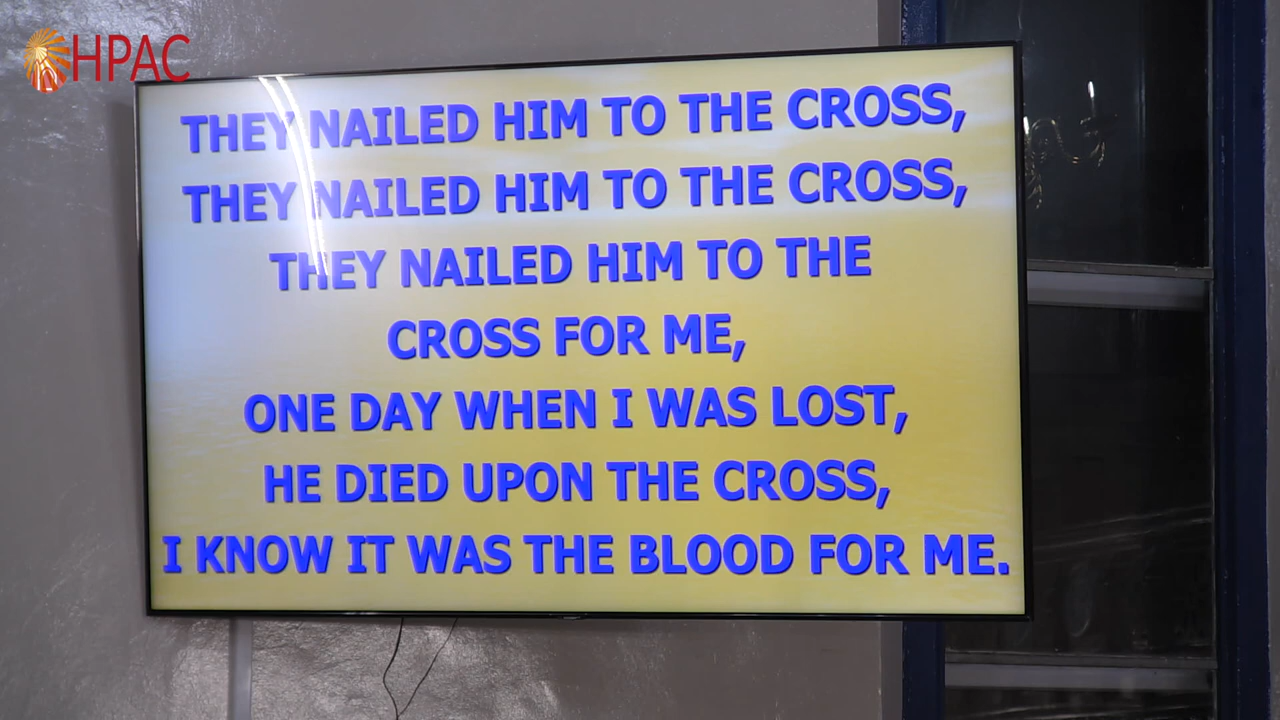 HPAC
THEY NAILED HIM TO THE CROSS,
THEY NAILED HIM TO THE CROSS,
THEY NAILED HIM TO THE
CROSS FOR ME,
ONE DAY WHEN I WAS LOST,
HE DIED UPON THE CROSS,
I KNOW IT WAS THE BLOOD FOR ME.